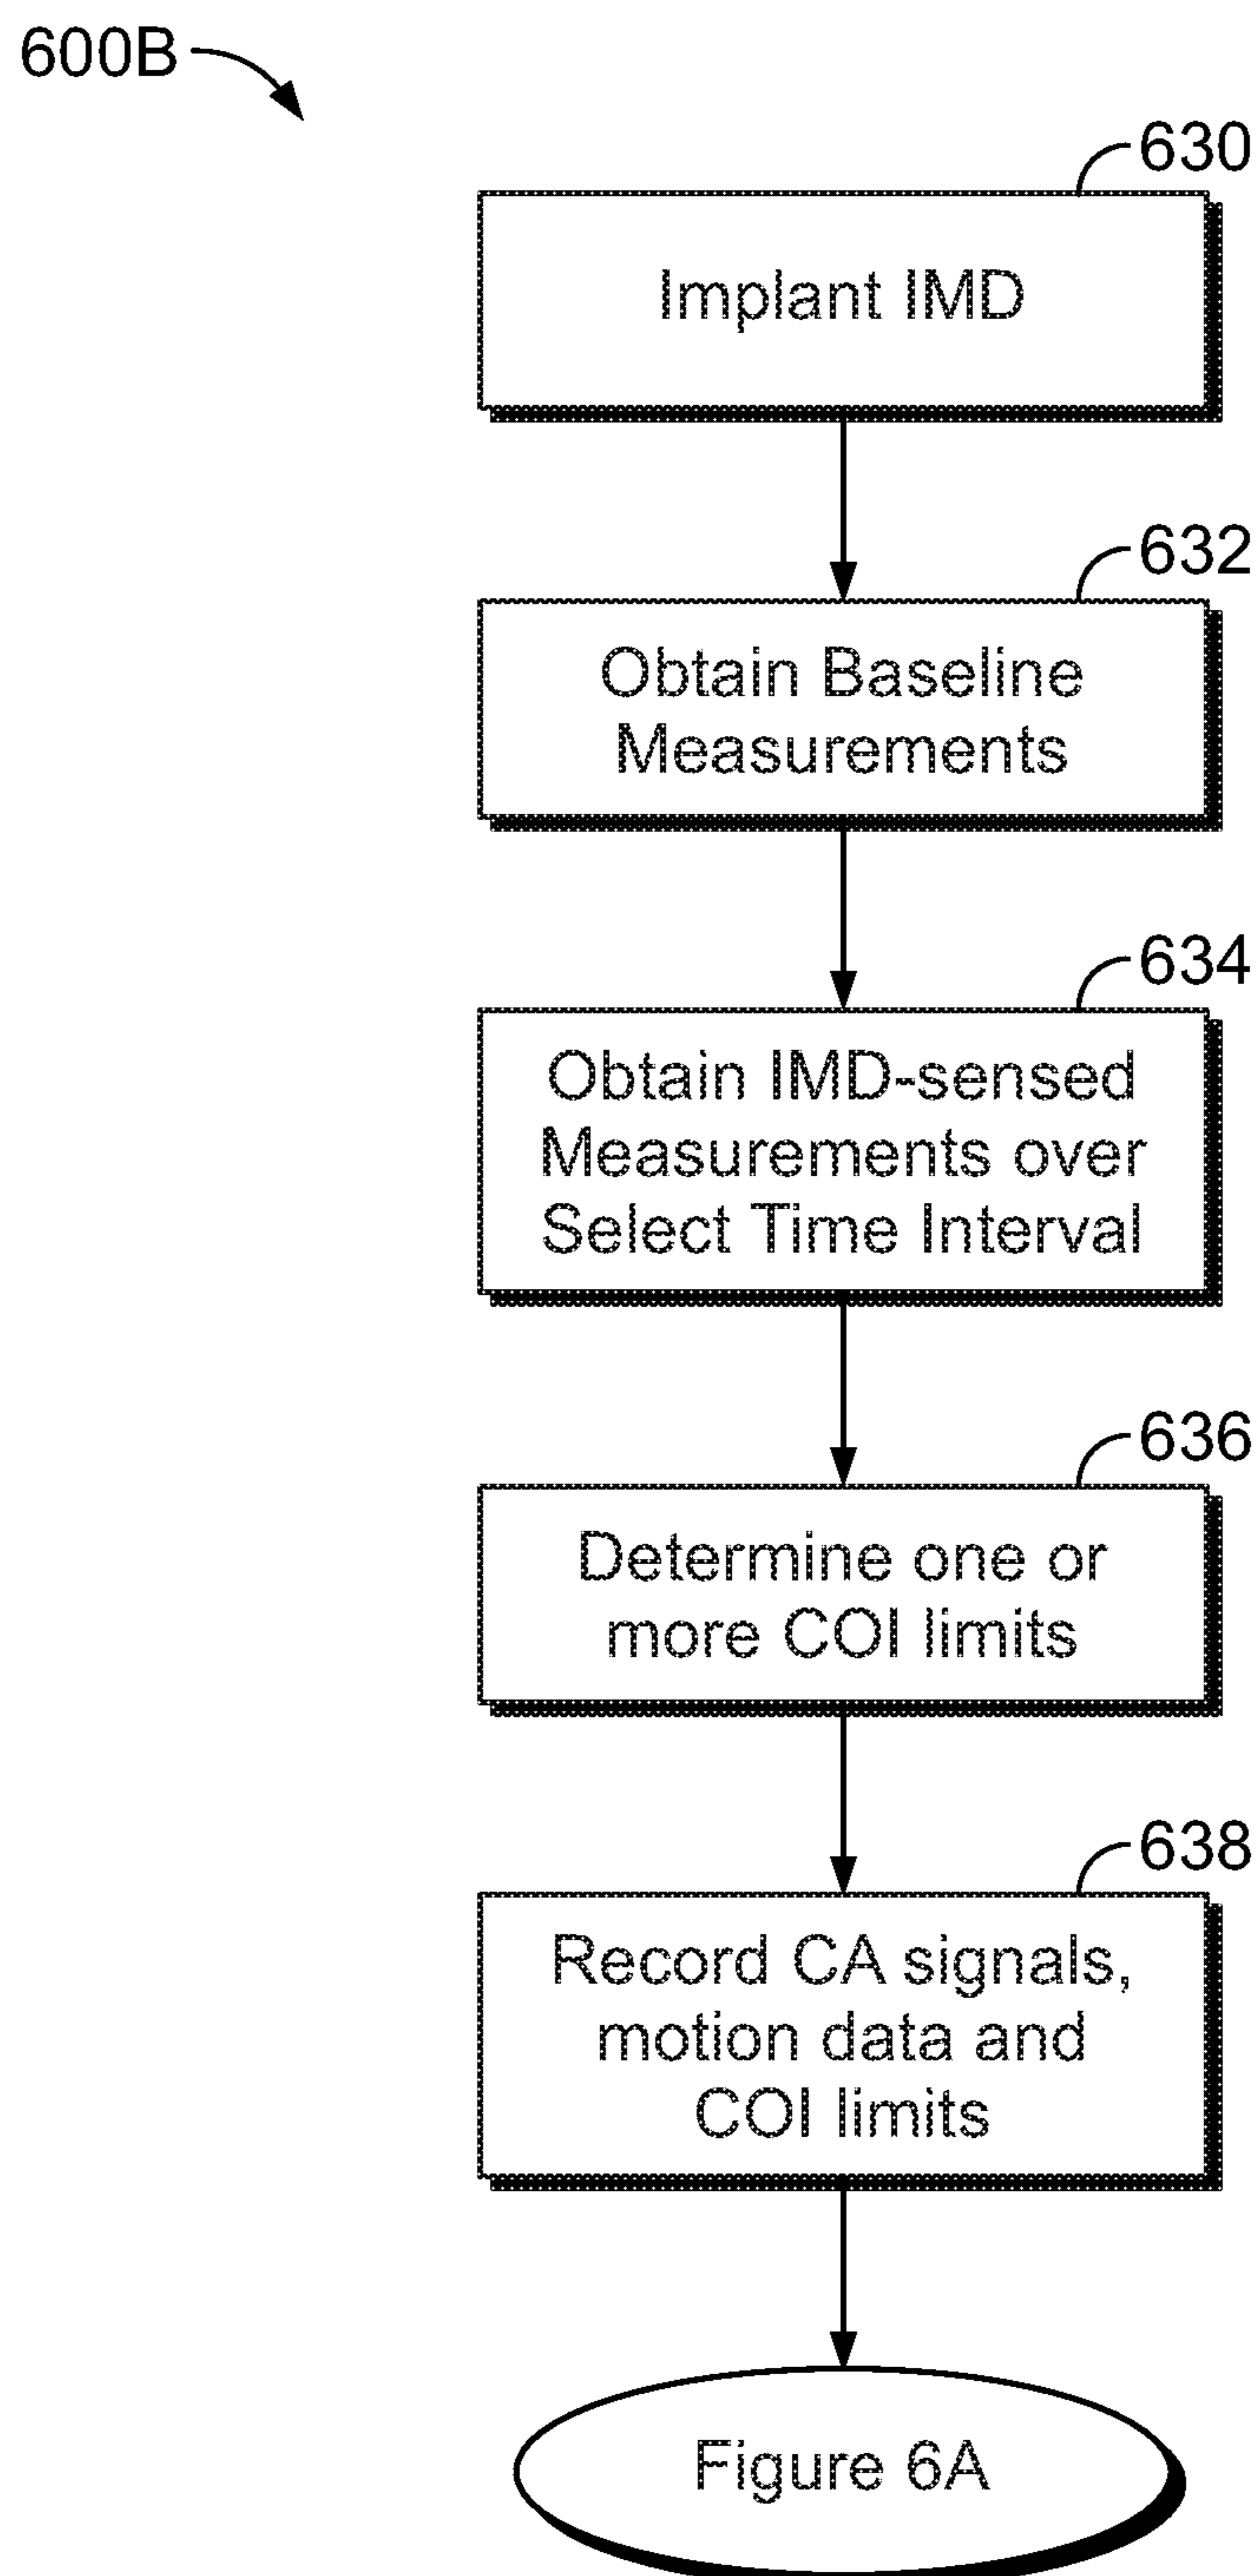 600B
630
Implant IMD
632
Obtain Baseline
Measurements
634
Obtain IMD-sensed
Measurements over
Select Time Interval
636
Determine one or
more COI limits
638
Record CA signals,
motion data and
COI limits
Figure 6A